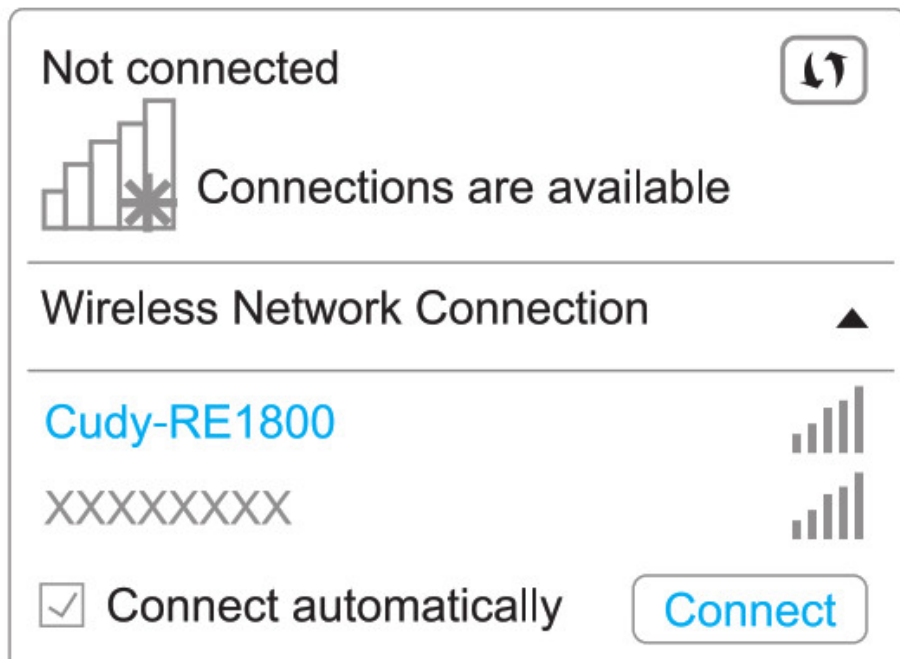 Not connected
Connections are available
Wireless Network Connection
Cudy-RE1800
XXXXXXXX
Connect automatically
Connect